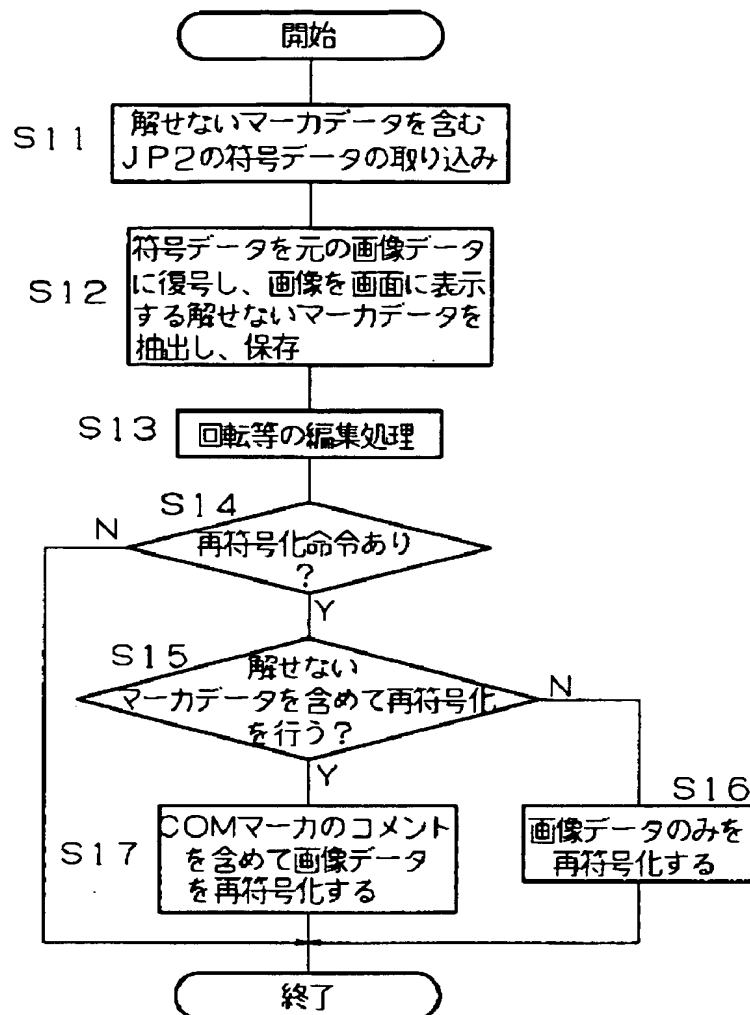 開始
S11
解せないマーカデータを含む
JP2の符号データの取り込み
S12
符号データを元の画像データ
に復号し、画像を画面に表示
する解せないマーカデータを
抽出し、保存
S13
回転等の編集処理
S14
N
再符号化命令あり
?
Y
S15
解せない
マーカデータを含めて再符号化
を行う?
N
Y
S16
画像データのみを
再符号化する
S17
COMマーカのコメント
を含めて画像データ
を再符号化する
終了